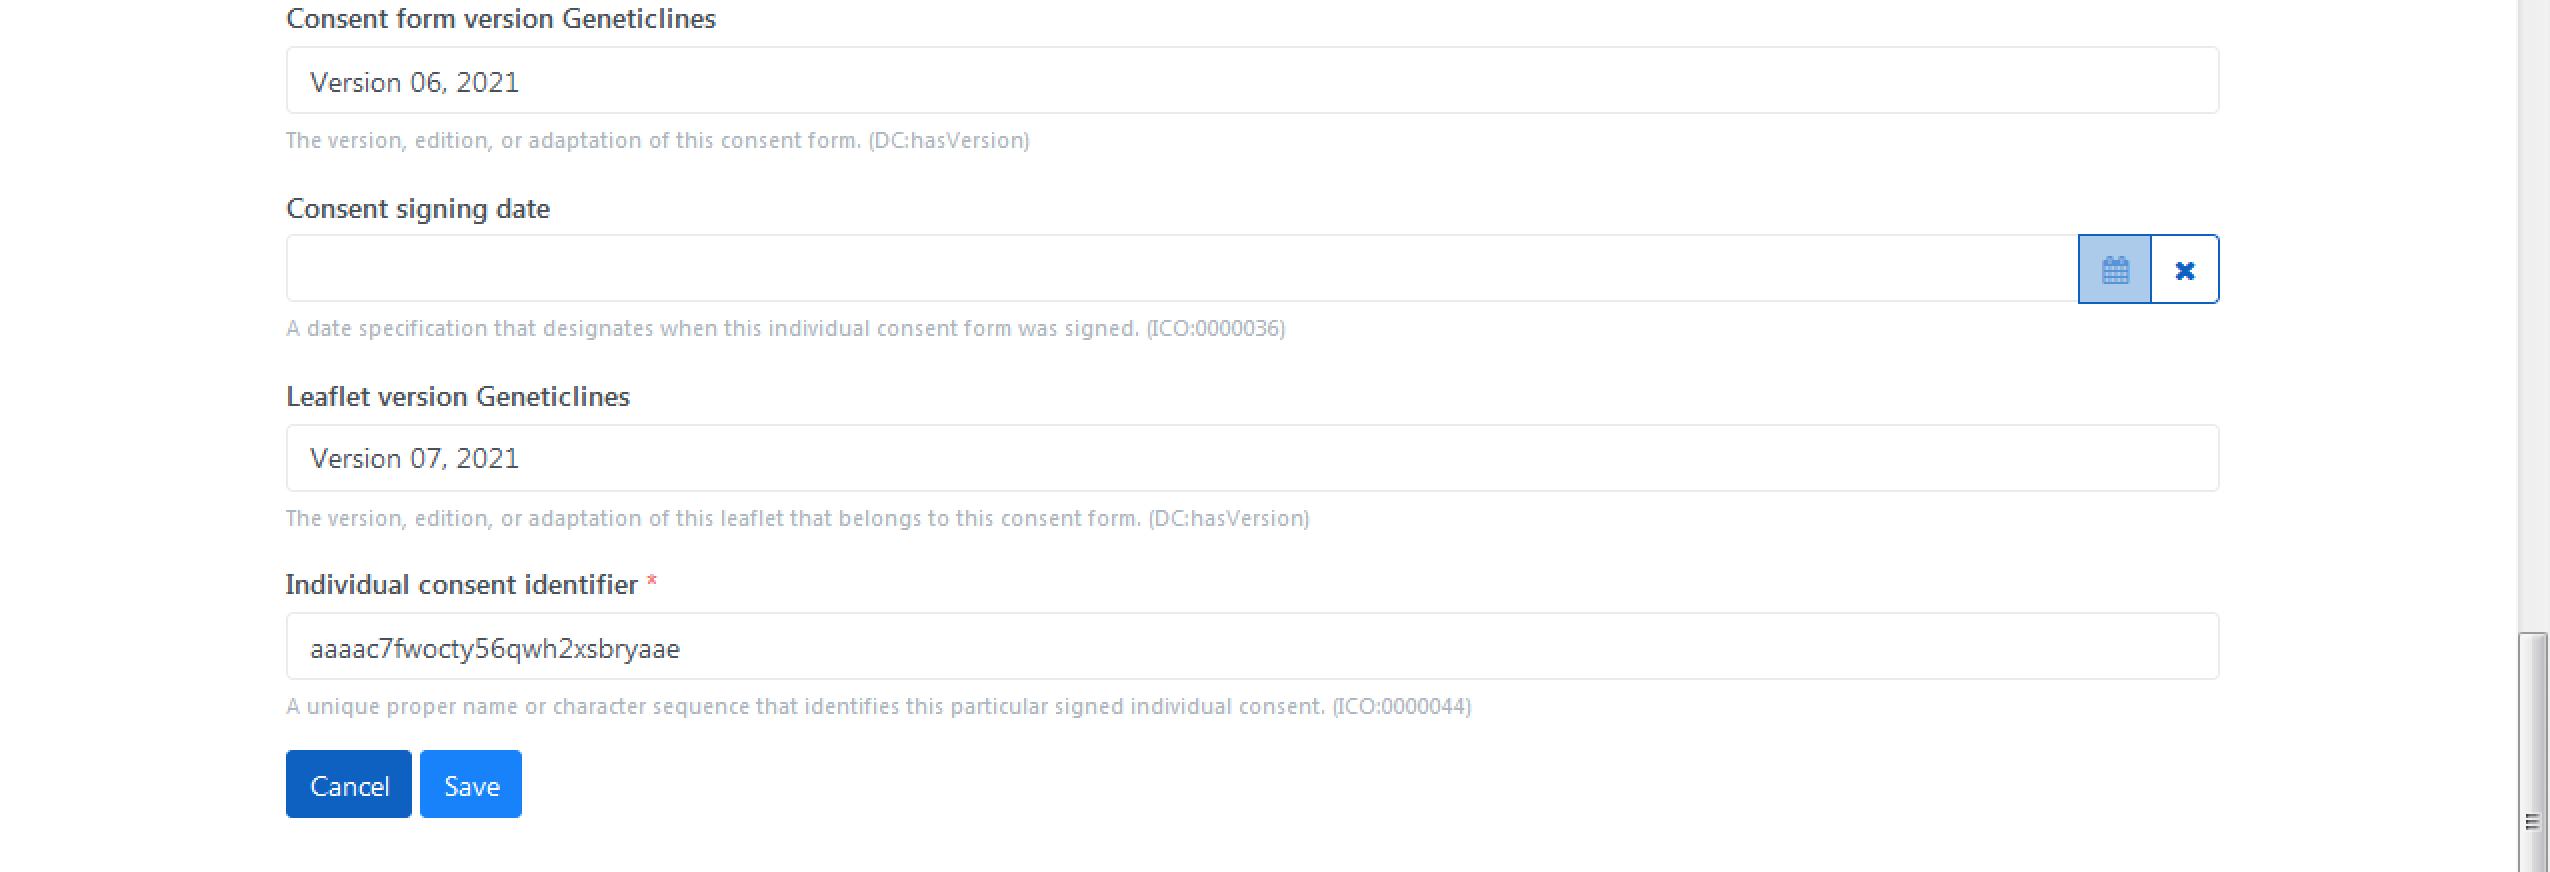 Consent form version Geneticlines
Version 06, 2021
The version, edition, or adaptation of this consent form. (DC:hasVersion)
Consent signing date
A date specification that designates when this individual consent form was signed. (ICO:0000036)
Leaflet version Geneticlines
Version 07, 2021
The version, edition, or adaptation of this leaflet that belongs to this consent form. (DC:hasVersion)
Individual consent identifier *
aaaac7fwocty56qwh2xsbryaae
A unique proper name or character sequence that identifies this particular signed individual consent. (ICO:0000044)
Cancel Save